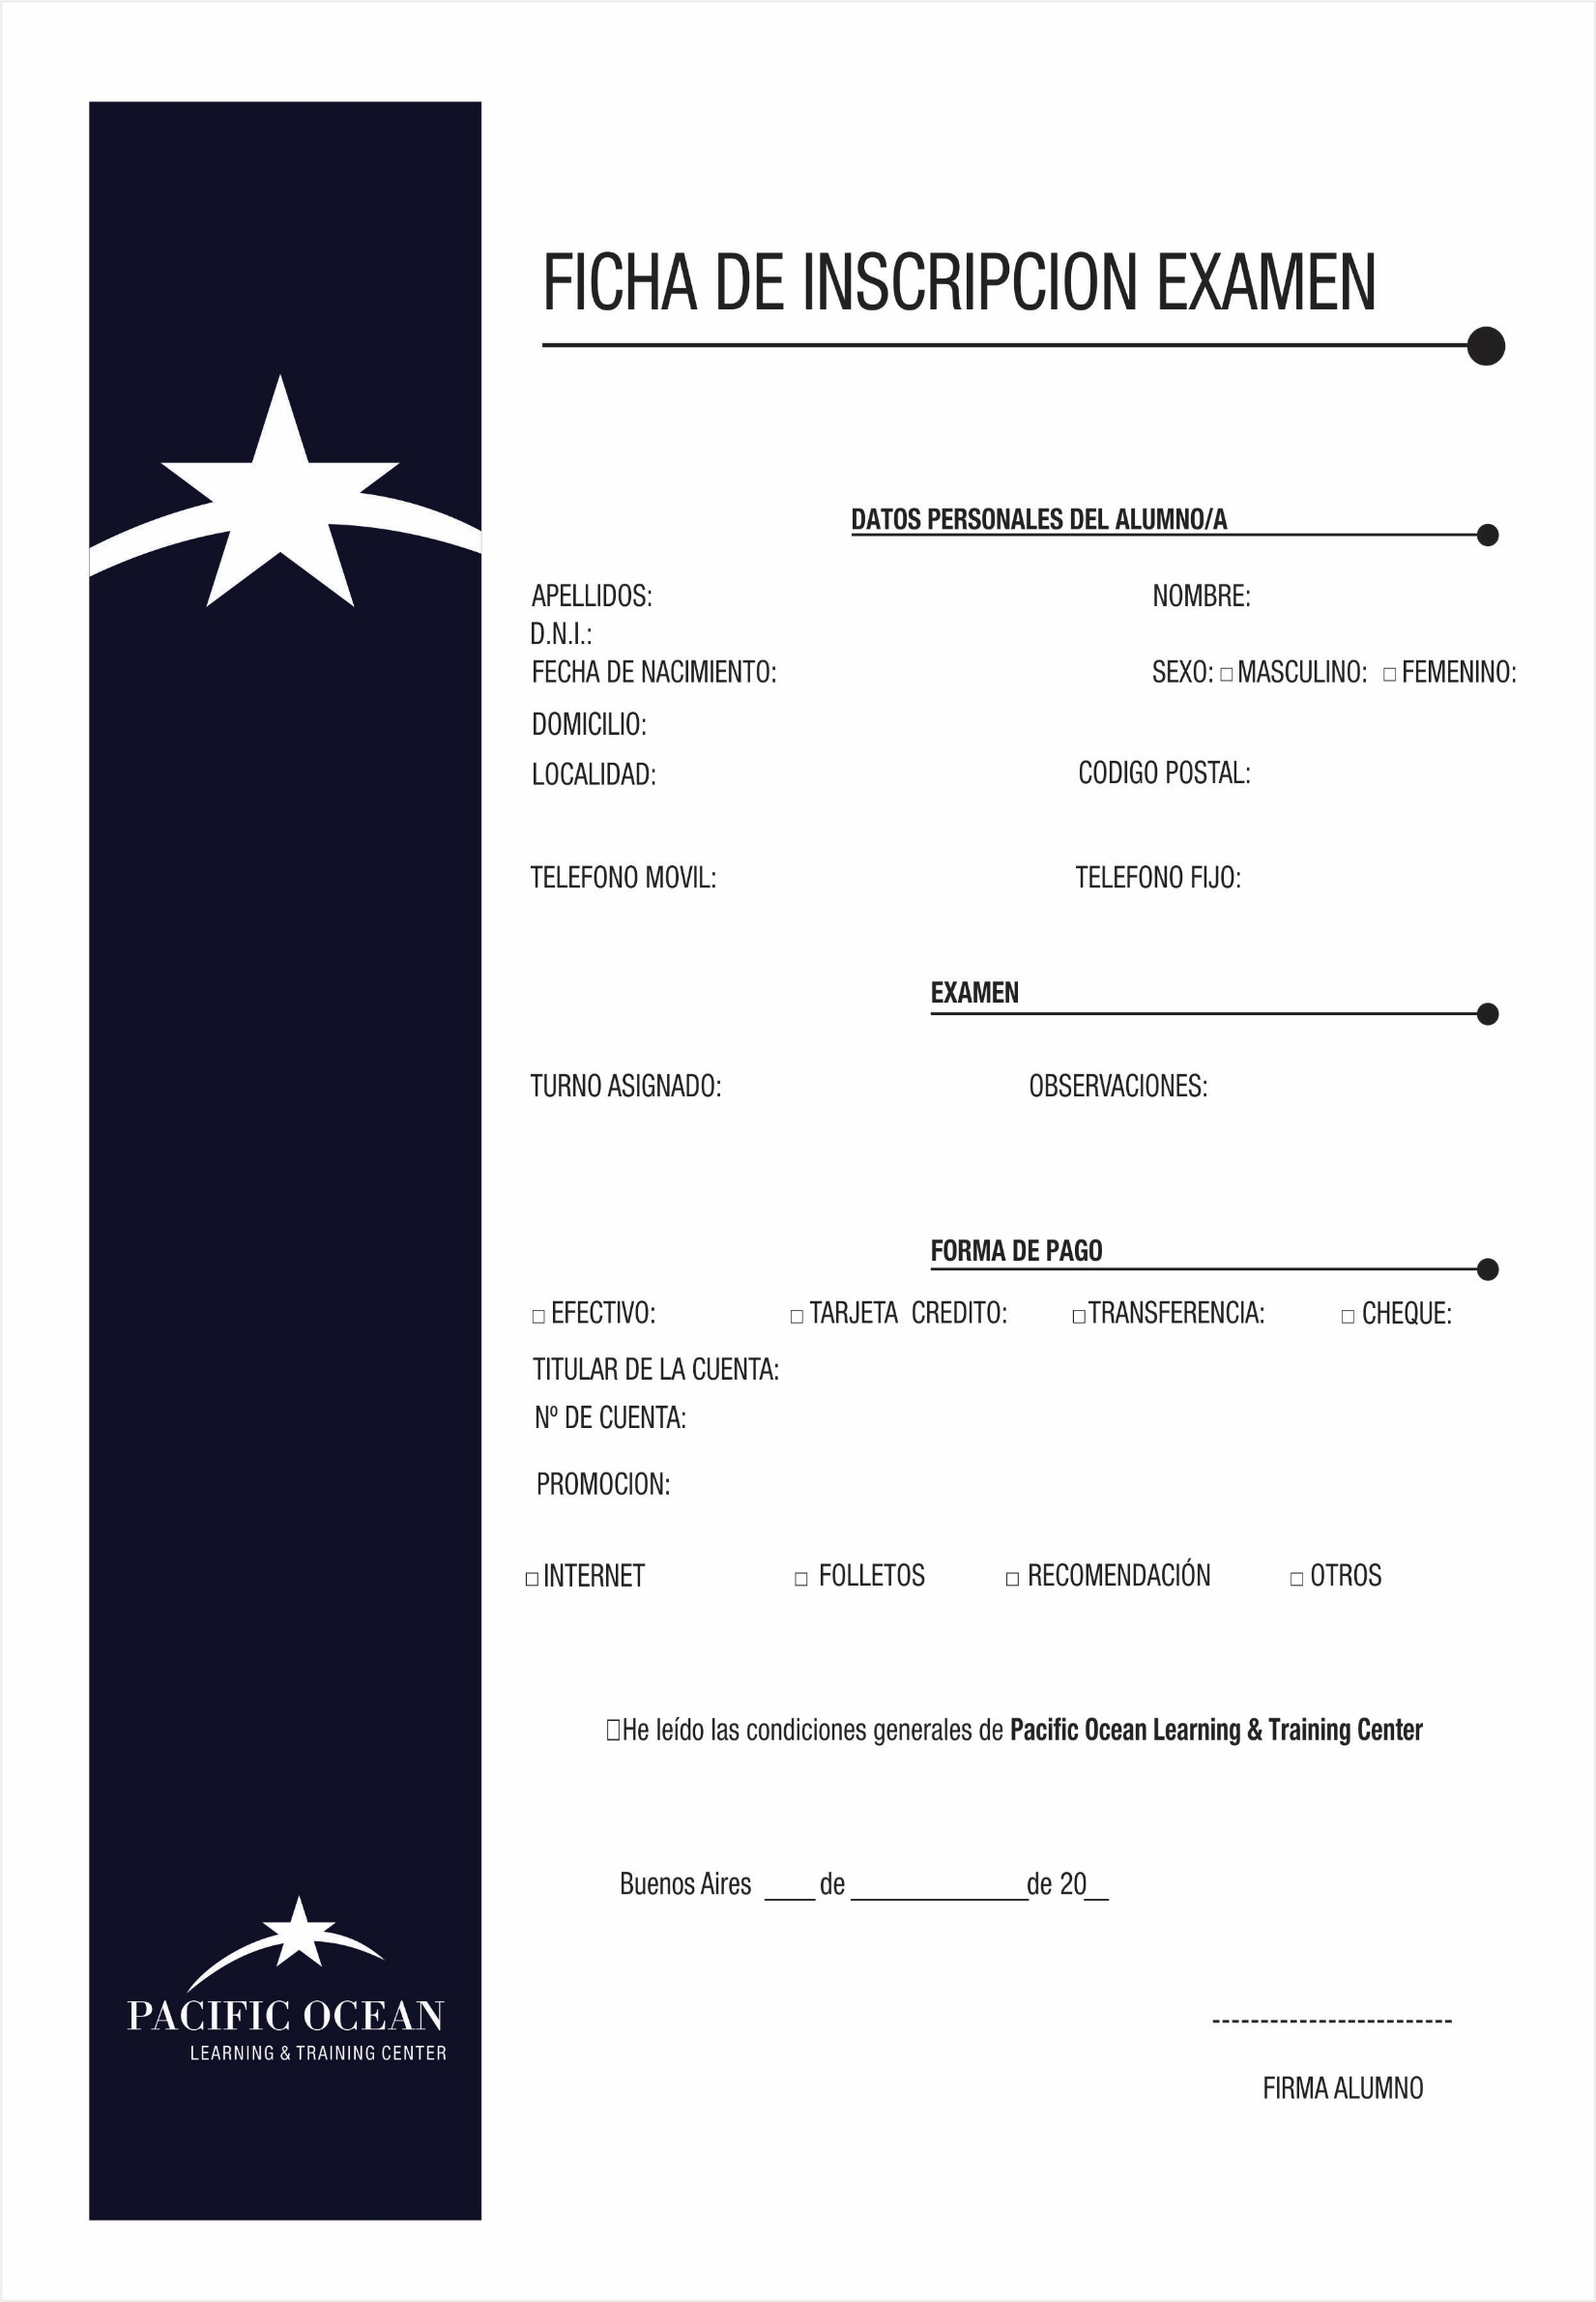 FICHA DE INSCRIPCION EXAMEN
DATOS PERSONALES DEL ALUMNO/A
APELLIDOS: NOMBRE:
D.N.I.:
FECHA DE NACIMIENTO: SEXO: □ MASCULINO: □ FEMENINO:
DOMICILIO:
LOCALIDAD: CODIGO POSTAL:
TELEFONO MOVIL: TELEFONO FIJO:
EXAMEN
TURNO ASIGNADO: OBSERVACIONES:
FORMA DE PAGO
□ EFECTIVO: □ TARJETA CREDITO: □ TRANSFERENCIA: □ CHEQUE:
TITULAR DE LA CUENTA:
Nº DE CUENTA:
PROMOCION:
□ INTERNET □ FOLLETOS □ RECOMENDACIÓN □ OTROS
□He leído las condiciones generales de Pacific Ocean Learning & Training Center
Buenos Aires ____ de ______________de 20__
-------------------------
FIRMA ALUMNO
PACIFIC OCEAN
LEARNING & TRAINING CENTER